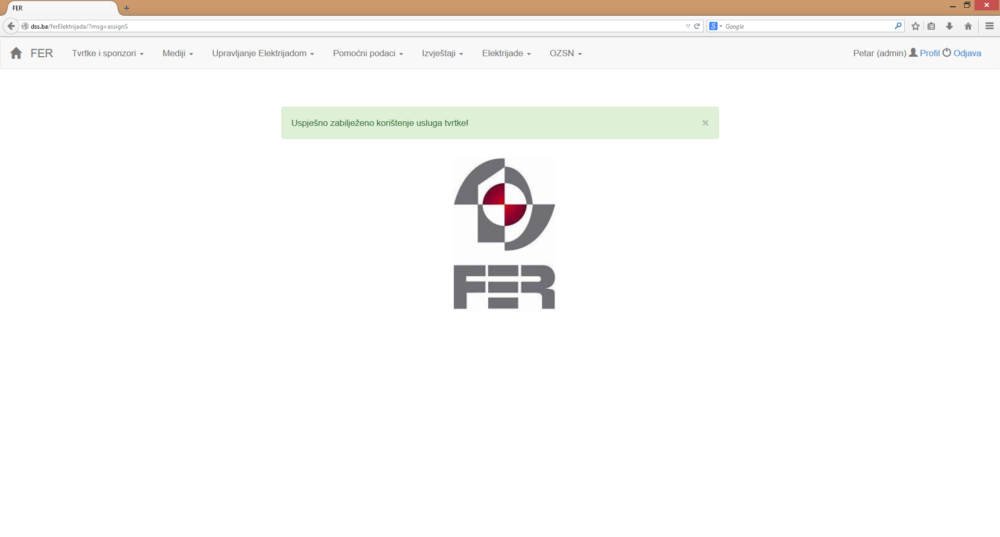 FER
dss.ba/ferElektrijada/?msg=assignS
8
Google
FER
Tvrtke i sponzori
Mediji
Upravljanje Elektrijadom
Pomoćni podaci
Izvještaji
Elektrijade
OZSN
Petar (admin) Profil Odjava
Uspješno zabilježeno korištenje usluga tvrtke!
×
FER